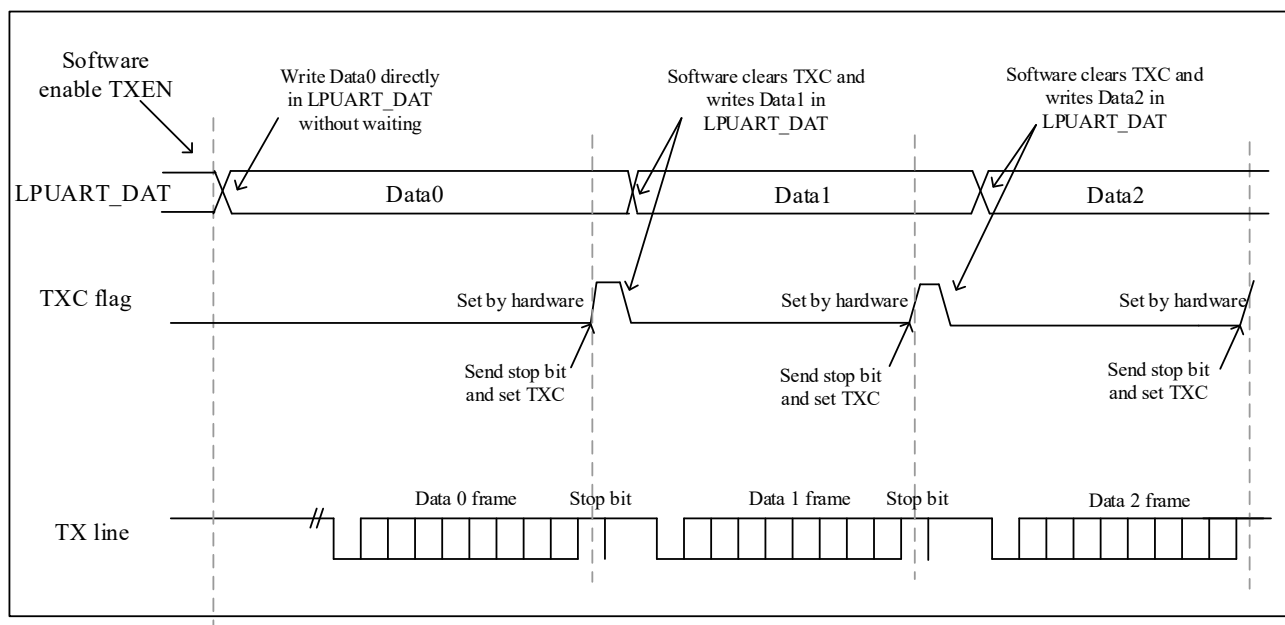 Software
enable TXEN
Write Data0 directly
in LPUART_DAT
without waiting
Software clears TXC and
writes Data1 in
LPUART_DAT
Software clears TXC and
writes Data2 in
LPUART_DAT
LPUART_DAT
Data0
Data1
Data2
TXC flag
Set by hardware
Set by hardware
Set by hardware
Send stop bit
and set TXC
Send stop bit
and set TXC
Send stop bit
and set TXC
Data 0 frame
Stop bit
Data 1 frame
Stop bit
Data 2 frame
TX line